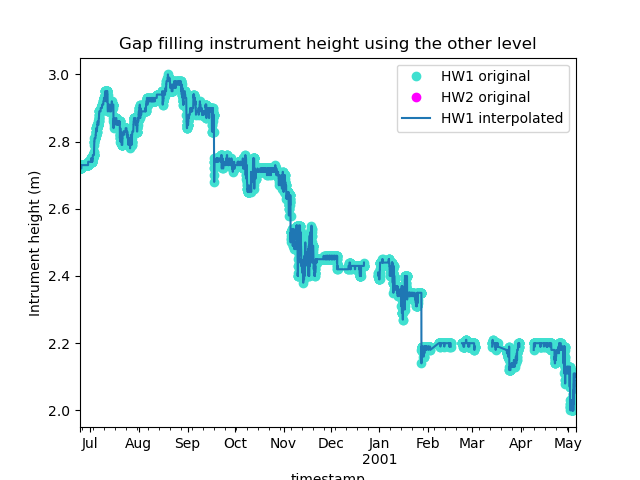 Gap filling instrument height using the other level
HW1 original
HW2 original
HW1 interpolated
Intrument height (m)
3.0
2.8
2.6
2.4
2.2
2.0
Jul Aug Sep Oct Nov Dec Jan Feb Mar Apr May
2001
timestamp